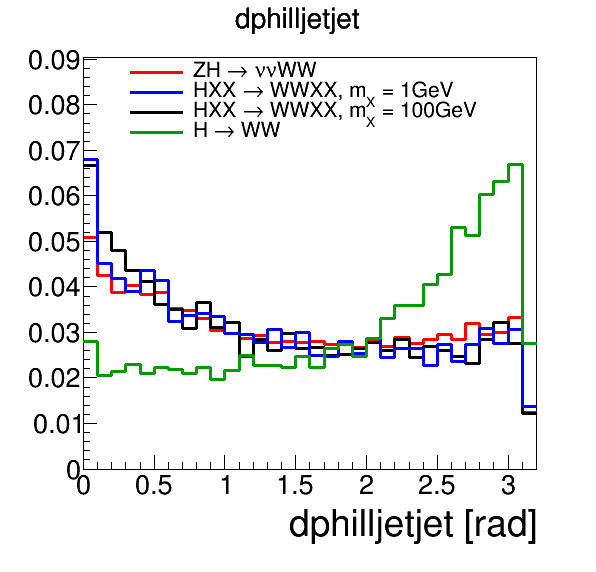 dphilljetjet
0.09
0.08
0.07
0.06
0.05
0.04
0.03
0.02
0.01
0
ZH → ννWW
HXX → WWXX, mX = 1GeV
HXX → WWXX, mX = 100GeV
H → WW
0 0.5 1 1.5 2 2.5 3
dphilljetjet [rad]